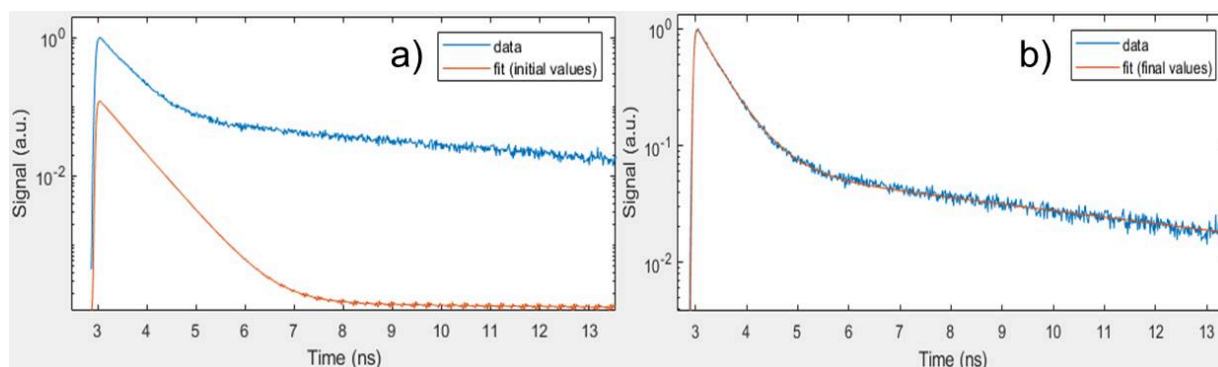 a)
data
fit (initial values)
10⁰
10⁻²
Signal (a.u.)
3 4 5 6 7 8 9 10 11 12 13
Time (ns)
b)
data
fit (final values)
10⁰
10⁻¹
10⁻²
Signal (a.u.)
3 4 5 6 7 8 9 10 11 12 13
Time (ns)